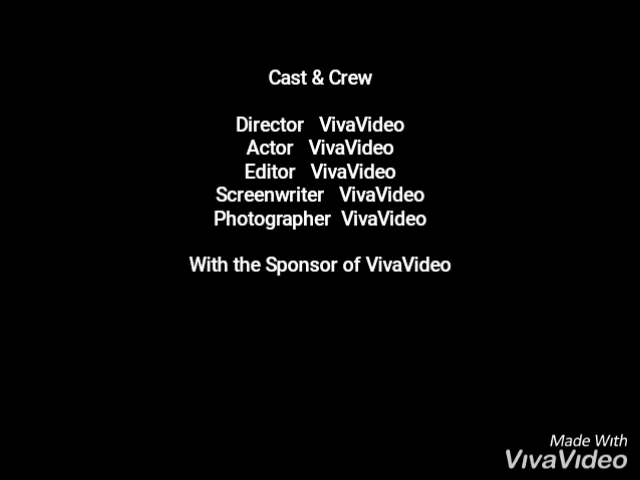 Cast & Crew
Director VivaVideo
Actor VivaVideo
Editor VivaVideo
Screenwriter VivaVideo
Photographer VivaVideo
With the Sponsor of VivaVideo
Made With
VivaVideo